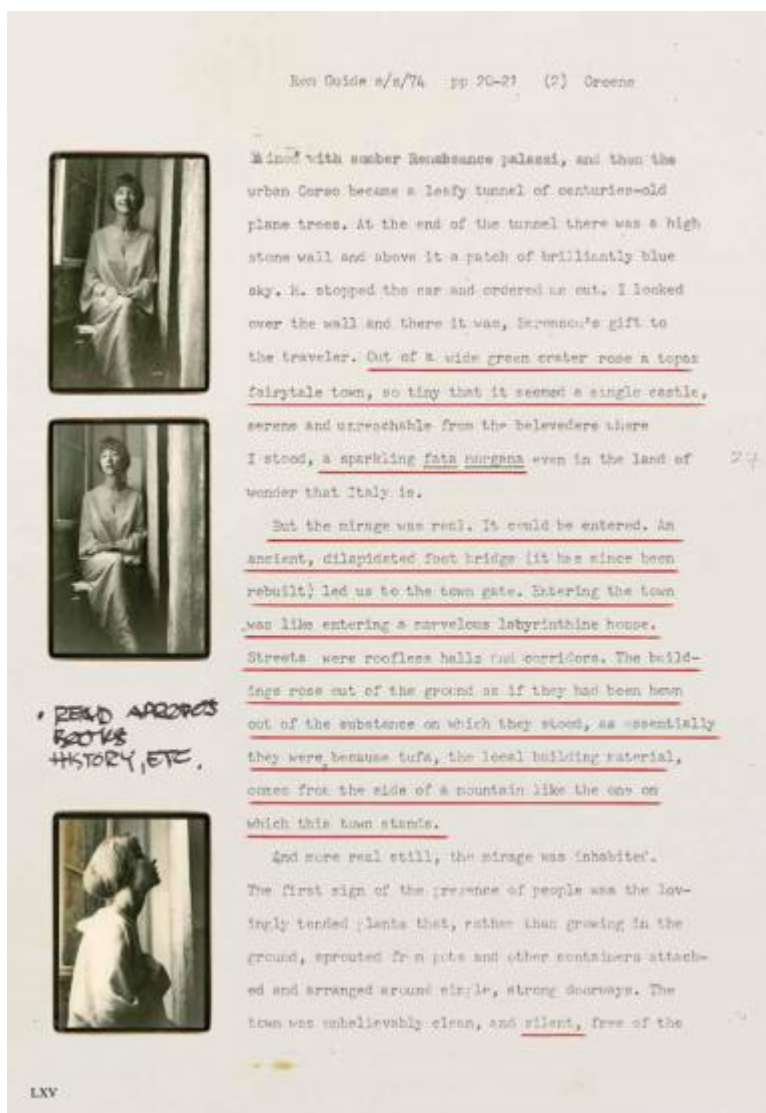 Rom Guide s/s/74 pp 20-21 (2) Greene
lined with somber Renaissance palazzi, and then the
urban Corso became a leafy tunnel of centuries-old
plane trees. At the end of the tunnel there was a high
stone wall and above it a patch of brilliantly blue
sky. M. stopped the car and ordered us out. I looked
over the wall and there it was, Berenson's gift to
the traveler. Out of a wide green crater rose a topaz
fairytale town, so tiny that it seemed a single castle,
serene and unreachable from the belevedere where
I stood, a sparkling fata morgana even in the land of
27
wonder that Italy is.
But the mirage was real. It could be entered. An
ancient, dilapidated foot bridge (it has since been
rebuilt) led us to the town gate. Entering the town
was like entering a marvelous labyrinthine house.
Streets were roofless halls and corridors. The build-
ings rose out of the ground as if they had been hewn
out of the substance on which they stood, as essentially
they were, because tufa, the local building material,
comes from the side of a mountain like the one on
which this town stands.
And more real still, the mirage was inhabited.
The first sign of the presence of people was the lov-
ingly tended plants that, rather than growing in the
ground, sprouted from pots and other containers attach-
ed and arranged around single, strong doorways. The
town was unbelievably clean, and silent, free of the
• READ APROPOS
BOOKS
HISTORY, ETC.
LXV